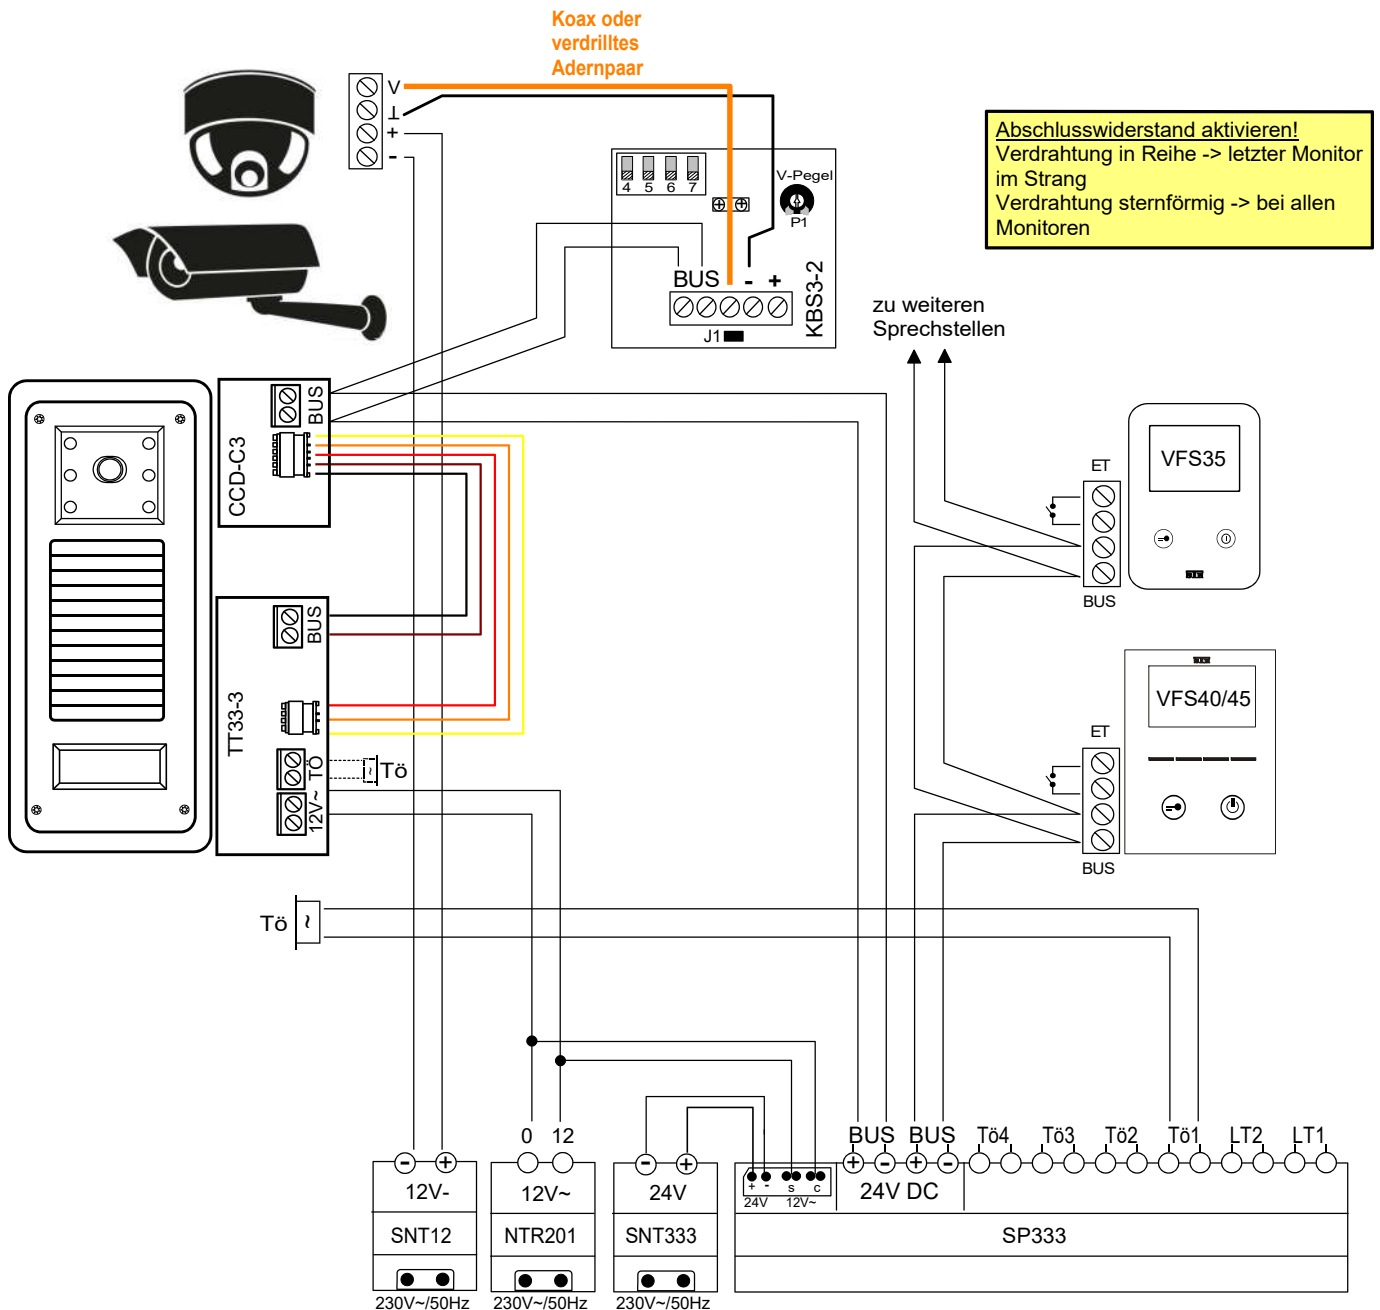 Koax oder
verdrilltes
Adernpaar
V
⊥
+
-
Abschlusswiderstand aktivieren!
Verdrahtung in Reihe -> letzter Monitor
im Strang
Verdrahtung sternförmig -> bei allen
Monitoren
4 5 6 7
V-Pegel
P1
BUS - +
KBS3-2
J1
zu weiteren
Sprechstellen
BUS
CCD-C3
ET
VFS35
BUS
BUS
TT33-3
TÖ
12V~
~ Tö
ET
VFS40/45
BUS
Tö ~
0 12
BUS BUS Tö4 Tö3 Tö2 Tö1 LT2 LT1
- +
- +
+ - + -
12V-
12V~
24V
+ - s c
24V 12V~
24V DC
SNT12
NTR201
SNT333
SP333
230V~/50Hz
230V~/50Hz
230V~/50Hz